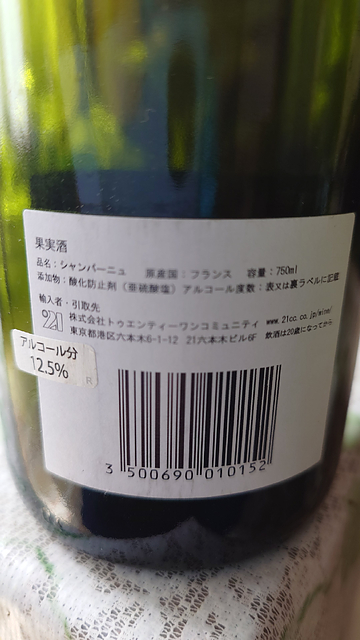 果実酒
品名：シャンパーニュ 原産国：フランス 容量：750ml
添加物：酸化防止剤（亜硫酸塩）アルコール度数：表又は裏ラベルに記載
輸入者・引取先
21 株式会社トゥエンティーワンコミュニティ www.21cc.co.jp/wine/
東京都港区六本木6-1-12 21六本木ビル6F 飲酒は20歳になってから
アルコール分
12.5%
R
3 500690 010152